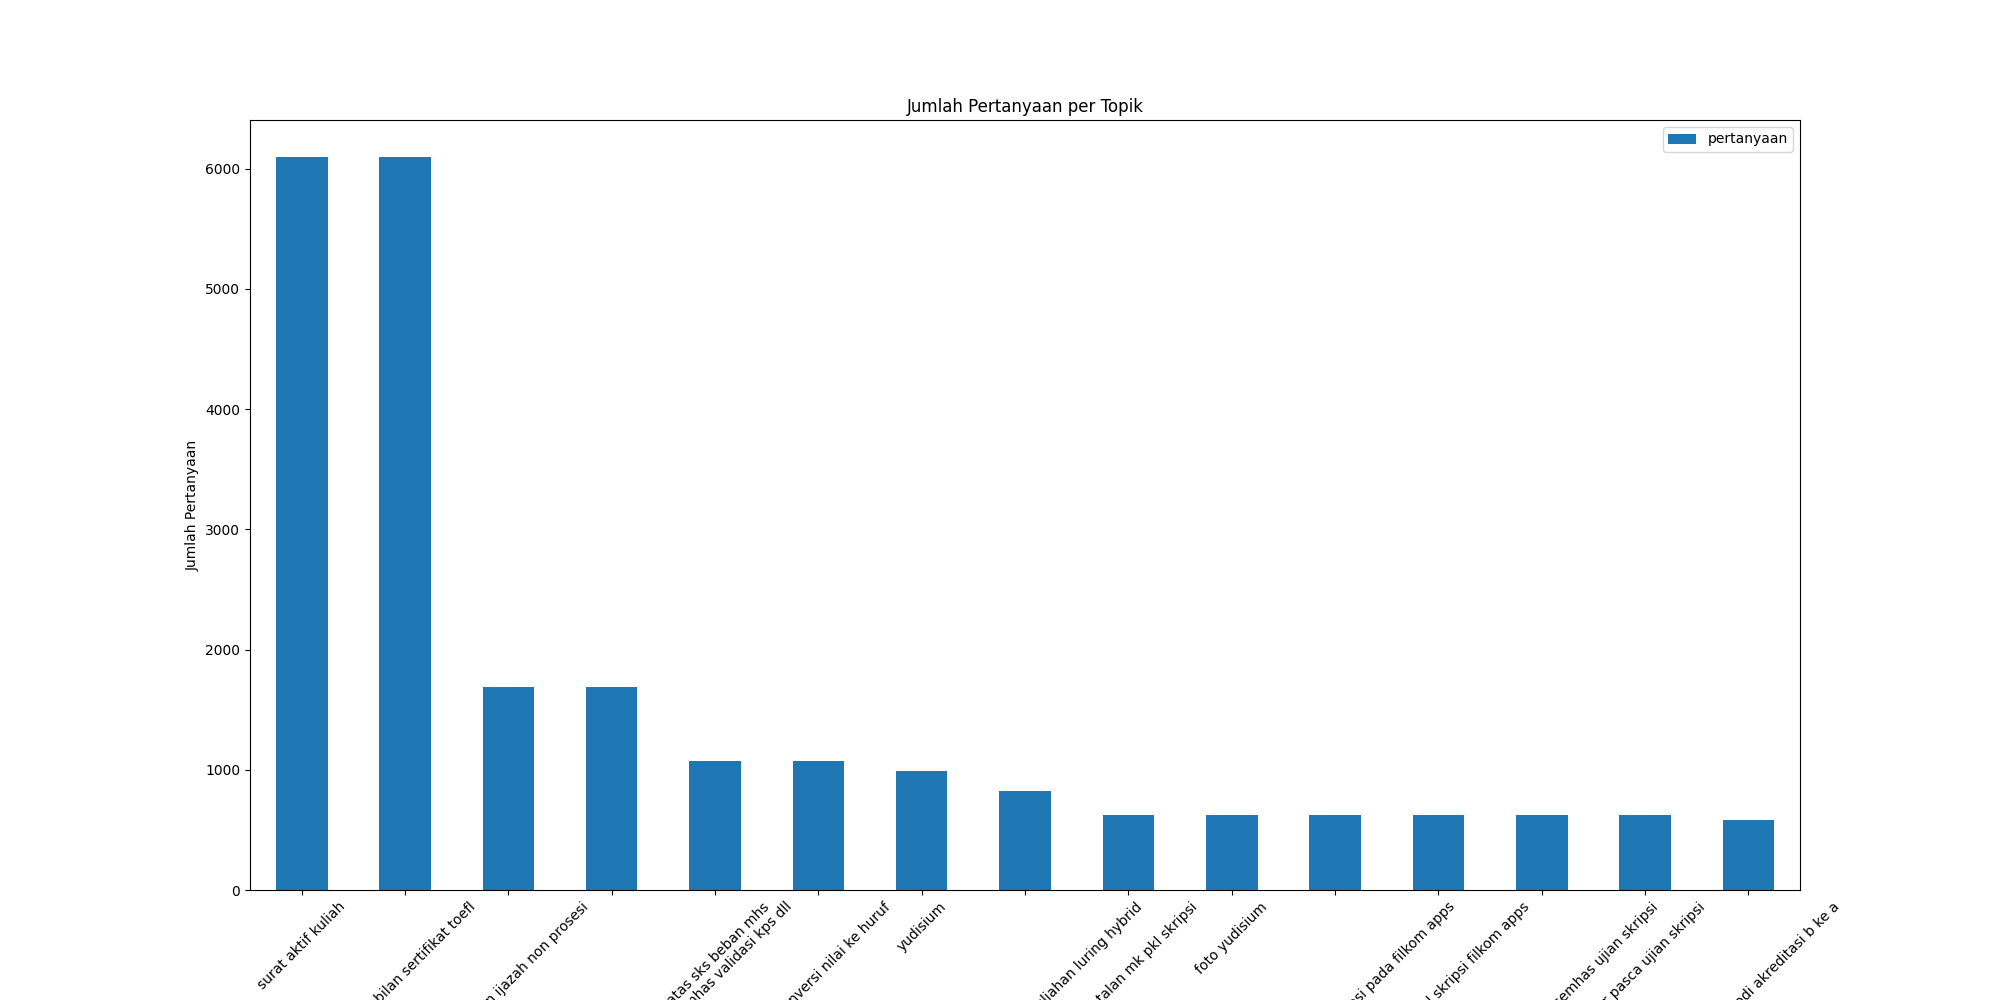 Jumlah Pertanyaan per Topik
pertanyaan
6000
5000
4000
3000
2000
1000
0
Jumlah Pertanyaan
surat aktif kuliah
sertifikat toefl
ijazah non prosesi
sks beban mhs
validasi kps dll
nilai ke huruf
yudisium
luring hybrid
mk pkl skripsi
foto yudisium
pada filkom apps
skripsi filkom apps
semhas ujian skripsi
pasca ujian skripsi
akreditasi b ke a